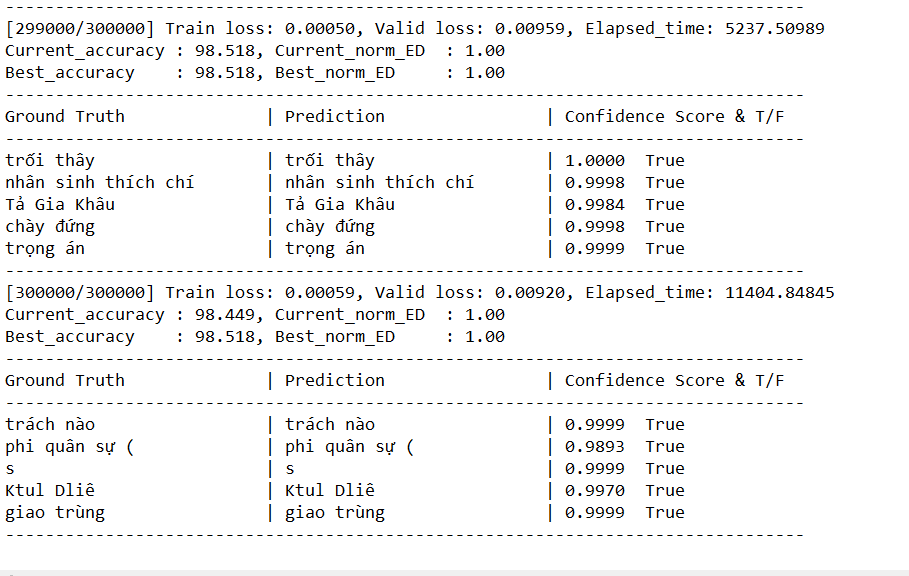 --------------------------------------------------------------------------------
[299000/300000] Train loss: 0.00050, Valid loss: 0.00959, Elapsed_time: 5237.50989
Current_accuracy : 98.518, Current_norm_ED  : 1.00
Best_accuracy    : 98.518, Best_norm_ED     : 1.00
--------------------------------------------------------------------------------
Ground Truth              | Prediction                | Confidence Score & T/F
--------------------------------------------------------------------------------
trối thây                 | trối thây                 | 1.0000  True
nhân sinh thích chí       | nhân sinh thích chí       | 0.9998  True
Tả Gia Khâu               | Tả Gia Khâu               | 0.9984  True
chày đứng                 | chày đứng                 | 0.9998  True
trọng án                  | trọng án                  | 0.9999  True
--------------------------------------------------------------------------------
[300000/300000] Train loss: 0.00059, Valid loss: 0.00920, Elapsed_time: 11404.84845
Current_accuracy : 98.449, Current_norm_ED  : 1.00
Best_accuracy    : 98.518, Best_norm_ED     : 1.00
--------------------------------------------------------------------------------
Ground Truth              | Prediction                | Confidence Score & T/F
--------------------------------------------------------------------------------
trách nào                 | trách nào                 | 0.9999  True
phi quân sự (             | phi quân sự (             | 0.9893  True
s                         | s                         | 0.9999  True
Ktul Dliê                 | Ktul Dliê                 | 0.9970  True
giao trùng                | giao trùng                | 0.9999  True
--------------------------------------------------------------------------------